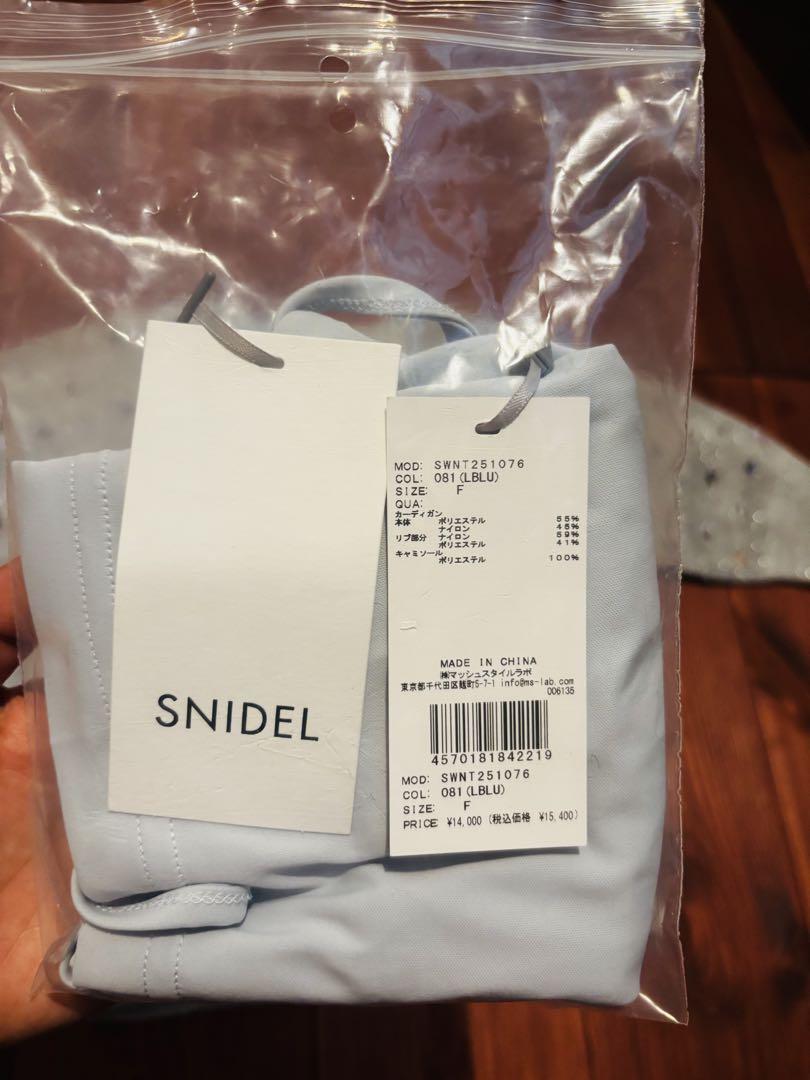 SNIDEL
MOD: SWNT251076
COL: 081(LBLU)
SIZE: F
QUA:
カーディガン
本体 ポリエステル 55%
ナイロン 45%
リブ部分 ナイロン 59%
ポリエステル 41%
キャミソール
ポリエステル 100%
MADE IN CHINA
㈱マッシュスタイルラボ
東京都千代田区麹町5-7-1 info@ms-lab.com
006135
4570181842219
MOD: SWNT251076
COL: 081(LBLU)
SIZE: F
PRICE ¥14,000 (税込価格 ¥15,400)